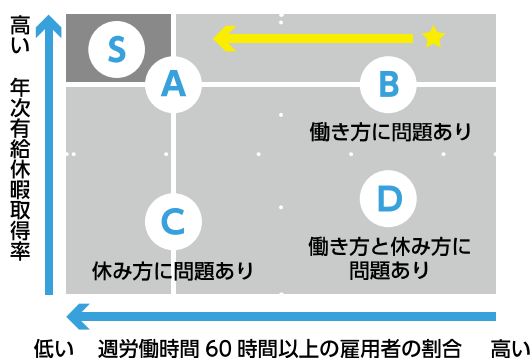 高い
年次有給休暇取得率
S
A
B
働き方に問題あり
C
休み方に問題あり
D
働き方と休み方に
問題あり
低い 週労働時間 60 時間以上の雇用者の割合 高い